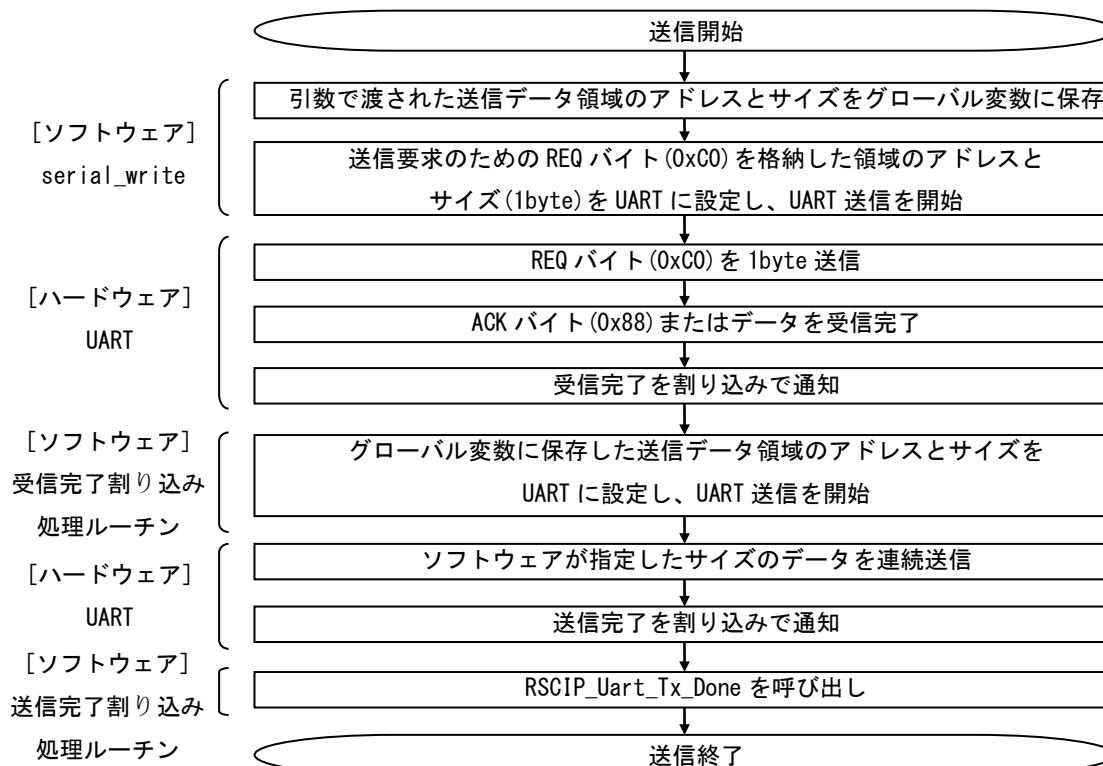 送信開始
[ソフトウェア]
serial_write
引数で渡された送信データ領域のアドレスとサイズをグローバル変数に保存
送信要求のための REQ バイト(0xC0)を格納した領域のアドレスと
サイズ(1byte)を UART に設定し、UART 送信を開始
[ハードウェア]
UART
REQ バイト(0xC0)を 1byte 送信
ACK バイト(0x88)またはデータを受信完了
受信完了を割り込みで通知
[ソフトウェア]
受信完了割り込み
処理ルーチン
グローバル変数に保存した送信データ領域のアドレスとサイズを
UART に設定し、UART 送信を開始
[ハードウェア]
UART
ソフトウェアが指定したサイズのデータを連続送信
送信完了を割り込みで通知
[ソフトウェア]
送信完了割り込み
処理ルーチン
RSCIP_Uart_Tx_Done を呼び出し
送信終了